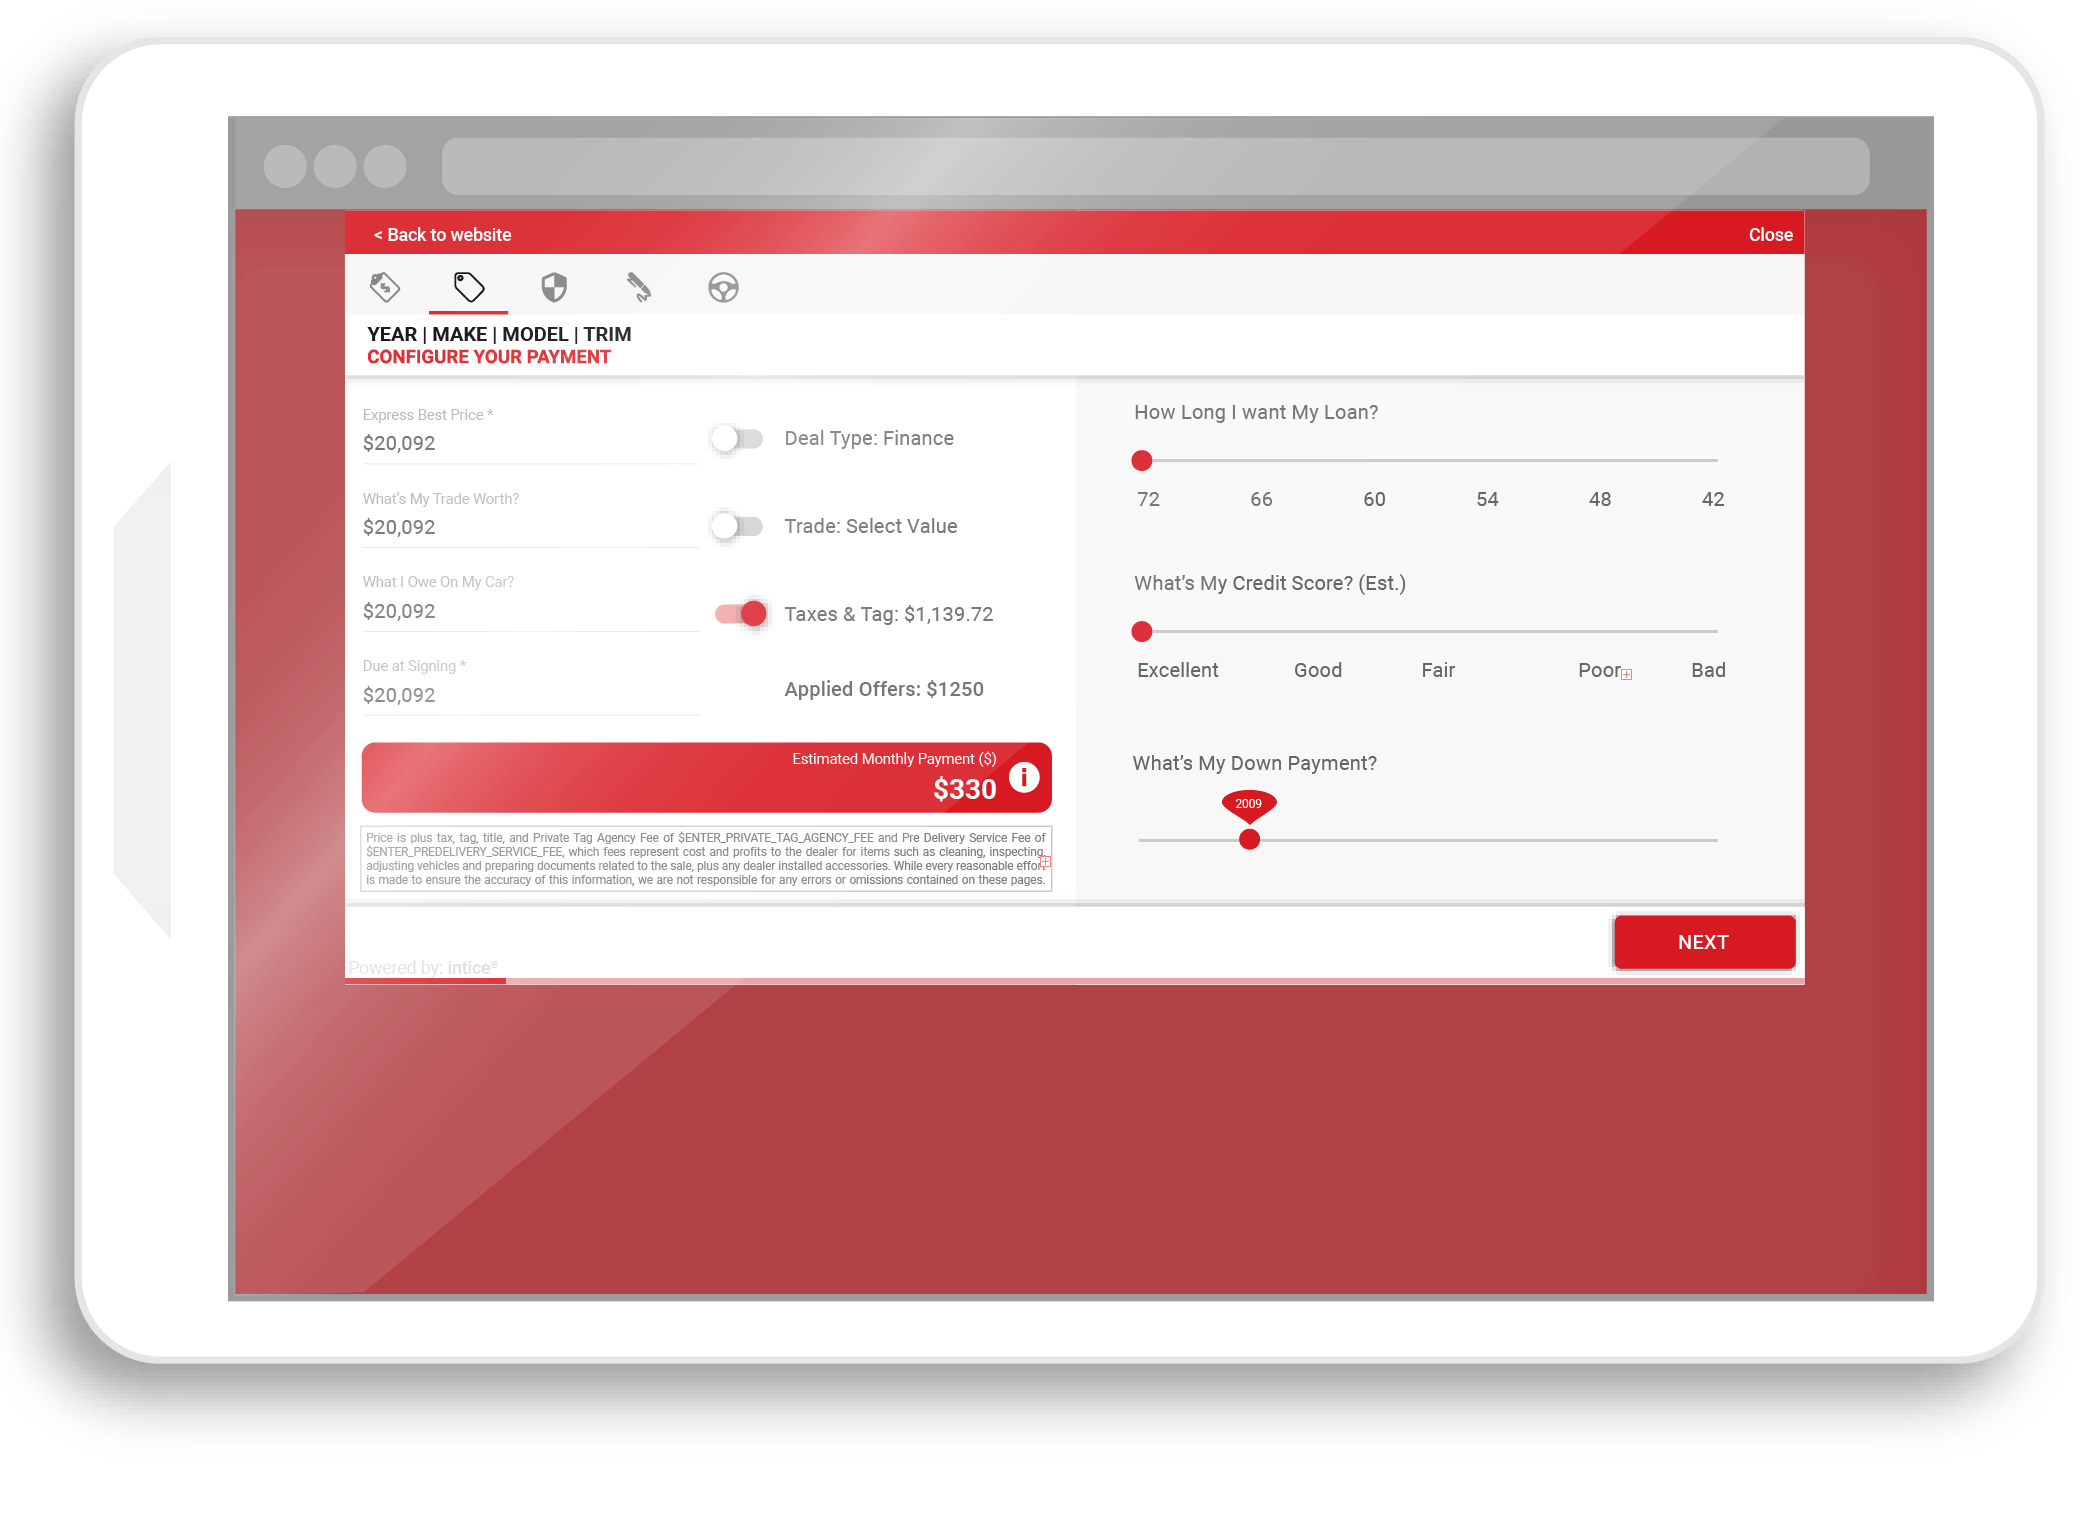 < Back to website
Close
YEAR | MAKE | MODEL | TRIM
CONFIGURE YOUR PAYMENT
Express Best Price *
$20,092
Deal Type: Finance
What's My Trade Worth?
$20,092
Trade: Select Value
What I Owe On My Car?
$20,092
Taxes & Tag: $1,139.72
Due at Signing *
$20,092
Applied Offers: $1250
Estimated Monthly Payment ($)
$330
i
Price is plus tax, tag, title, and Private Tag Agency Fee of $ENTER_PRIVATE_TAG_AGENCY_FEE and Pre Delivery Service Fee of
$ENTER_PREDELIVERY_SERVICE_FEE, which fees represent cost and profits to the dealer for items such as cleaning, inspecting,
adjusting vehicles and preparing documents related to the sale, plus any dealer installed accessories. While every reasonable effort
is made to ensure the accuracy of this information, we are not responsible for any errors or omissions contained on these pages.
How Long I want My Loan?
72 66 60 54 48 42
What's My Credit Score? (Est.)
Excellent Good Fair Poor Bad
What's My Down Payment?
2009
NEXT
Powered by: intice®